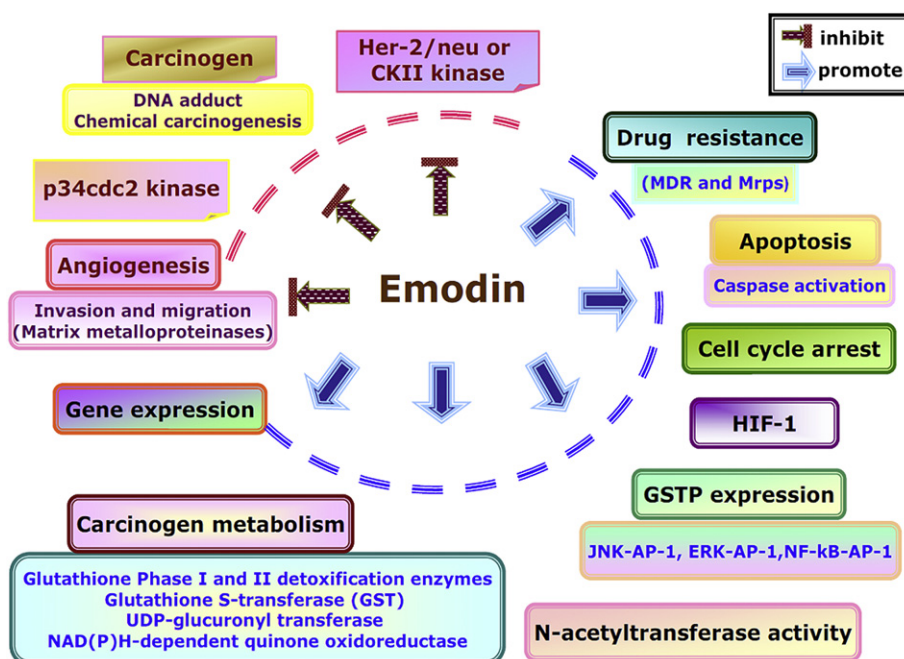 Carcinogen
DNA adduct
Chemical carcinogenesis
Her-2/neu or
CKII kinase
inhibit
promote
Drug resistance
(MDR and Mrps)
p34cdc2 kinase
Apoptosis
Caspase activation
Angiogenesis
Invasion and migration
(Matrix metalloproteinases)
Emodin
Cell cycle arrest
Gene expression
HIF-1
GSTP expression
JNK-AP-1, ERK-AP-1,NF-kB-AP-1
Carcinogen metabolism
Glutathione Phase I and II detoxification enzymes
Glutathione S-transferase (GST)
UDP-glucuronyl transferase
NAD(P)H-dependent quinone oxidoreductase
N-acetyltransferase activity